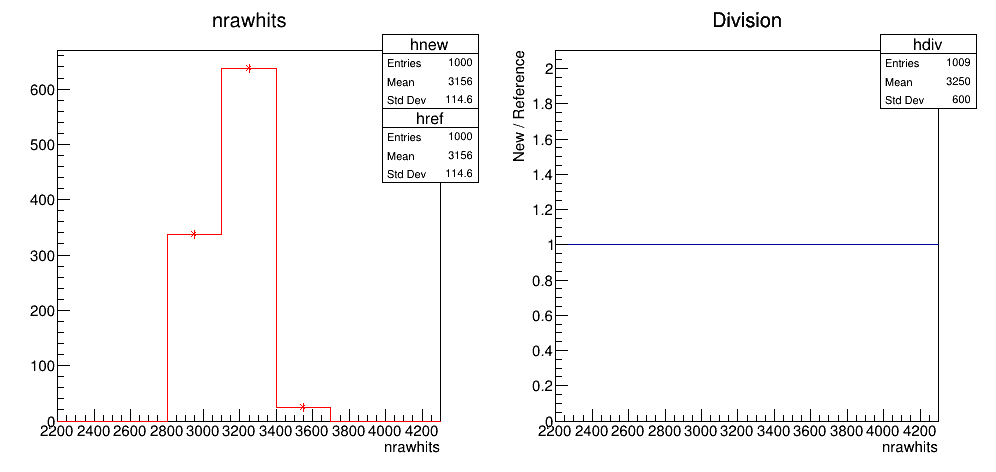 nrawhits
hnew
Entries 1000
Mean 3156
Std Dev 114.6
href
Entries 1000
Mean 3156
Std Dev 114.6
600
500
400
300
200
100
0
2200 2400 2600 2800 3000 3200 3400 3600 3800 4000 4200
nrawhits
Division
hdiv
Entries 1009
Mean 3250
Std Dev 600
New / Reference
2
1.8
1.6
1.4
1.2
1
0.8
0.6
0.4
0.2
0
2200 2400 2600 2800 3000 3200 3400 3600 3800 4000 4200
nrawhits